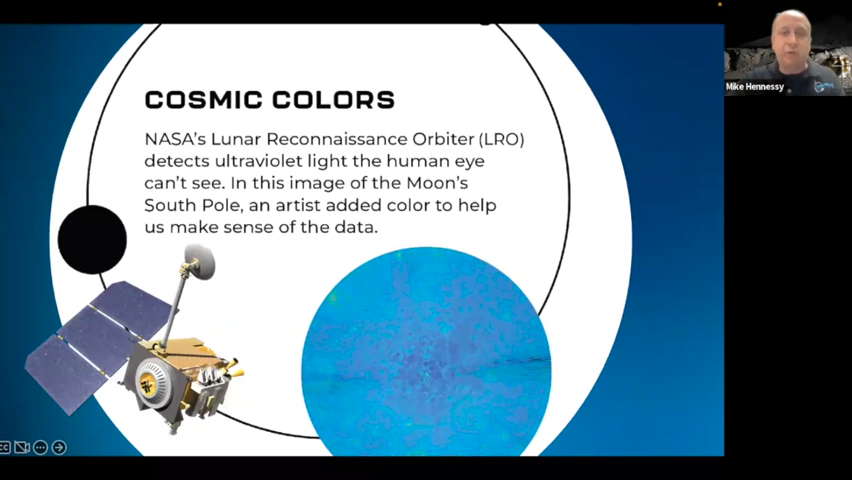 COSMIC COLORS
NASA's Lunar Reconnaissance Orbiter (LRO)
detects ultraviolet light the human eye
can't see. In this image of the Moon's
South Pole, an artist added color to help
us make sense of the data.
Mike Hennessy
CC